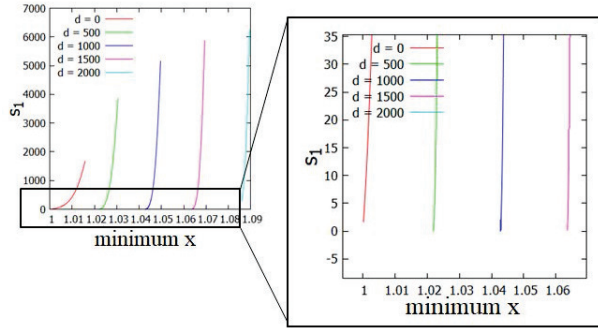 7000
6000
5000
4000
3000
2000
1000
0
S1
d = 0
d = 500
d = 1000
d = 1500
d = 2000
1 1.01 1.02 1.03 1.04 1.05 1.06 1.07 1.08 1.09
minimum x
35
30
25
20
15
10
5
0
-5
S1
d = 0
d = 500
d = 1000
d = 1500
d = 2000
1 1.01 1.02 1.03 1.04 1.05 1.06
minimum x